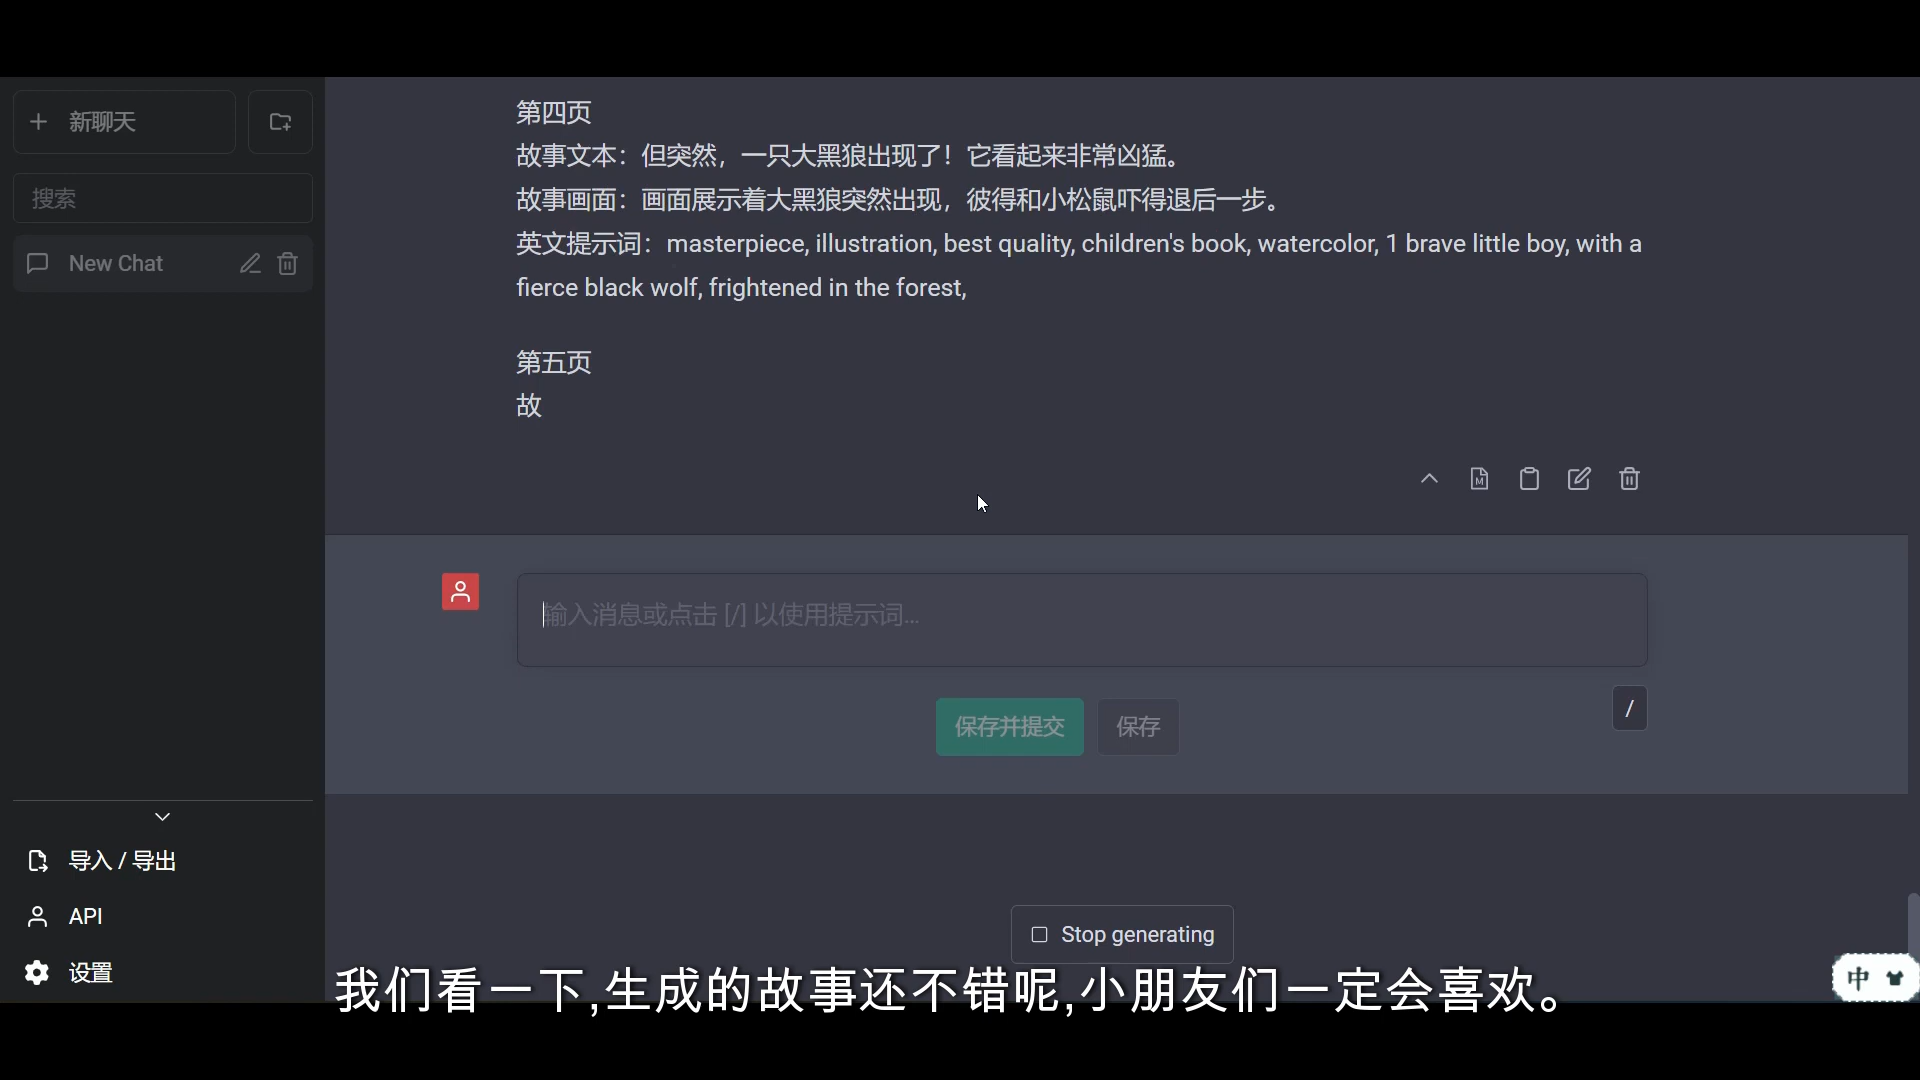 新聊天
搜索
New Chat
导入 / 导出
API
设置
第四页
故事文本：但突然，一只大黑狼出现了！它看起来非常凶猛。
故事画面：画面展示着大黑狼突然出现，彼得和小松鼠吓得退后一步。
英文提示词：masterpiece, illustration, best quality, children's book, watercolor, 1 brave little boy, with a
fierce black wolf, frightened in the forest,
第五页
故
输入消息或点击 [/] 以使用提示词...
/
保存并提交
保存
Stop generating
我们看一下,生成的故事还不错呢,小朋友们一定会喜欢。
中